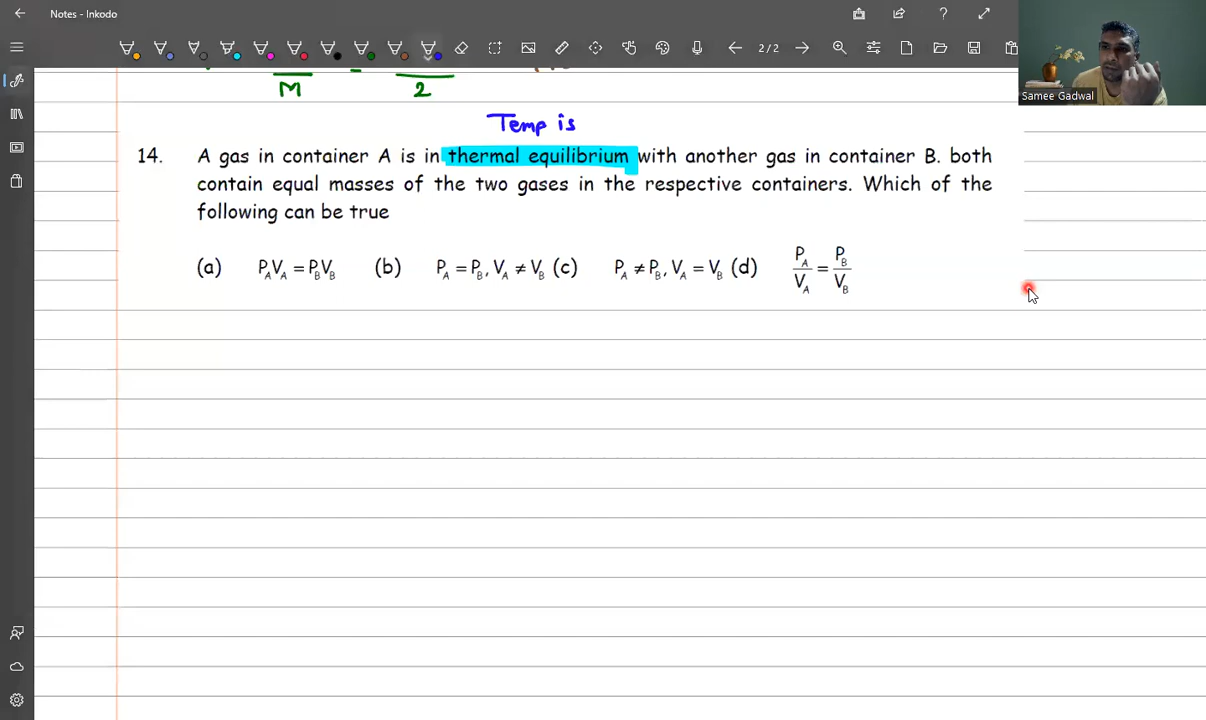 Notes - Inkodo
2/2
Samee Gadwal
M 2
Temp is
14. A gas in container A is in thermal equilibrium with another gas in container B. both
contain equal masses of the two gases in the respective containers. Which of the
following can be true
(a) P_A V_A = P_B V_B (b) P_A = P_B, V_A ≠ V_B (c) P_A ≠ P_B, V_A = V_B (d) P_A/V_A = P_B/V_B